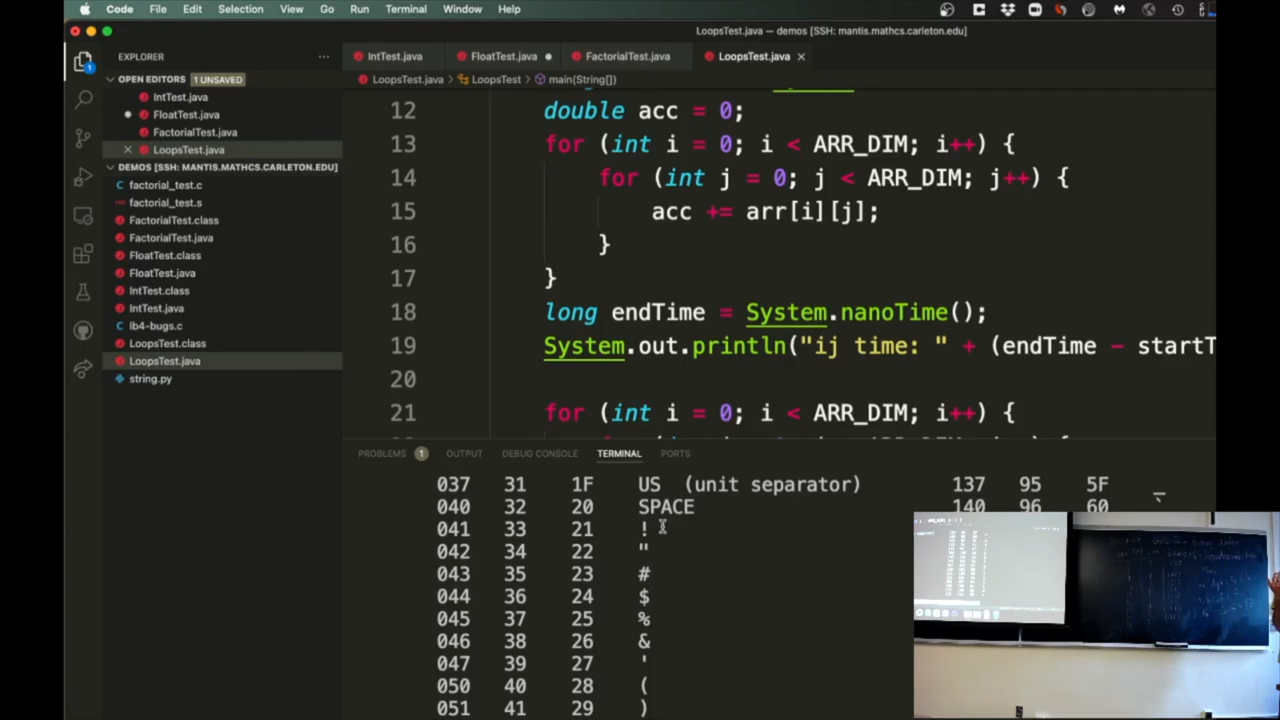 Code File Edit Selection View Go Run Terminal Window Help
LoopsTest.java — demos [SSH: mantis.mathcs.carleton.edu]
EXPLORER
IntTest.java FloatTest.java FactorialTest.java LoopsTest.java
OPEN EDITORS 1 UNSAVED
LoopsTest.java LoopsTest main(String[])
IntTest.java
FloatTest.java
FactorialTest.java
LoopsTest.java
DEMOS [SSH: MANTIS.MATHCS.CARLETON.EDU]
factorial_test.c
factorial_test.s
FactorialTest.class
FactorialTest.java
FloatTest.class
FloatTest.java
IntTest.class
IntTest.java
ib4-bugs.c
LoopsTest.class
LoopsTest.java
string.py
12 double acc = 0;
13 for (int i = 0; i < ARR_DIM; i++) {
14 for (int j = 0; j < ARR_DIM; j++) {
15 acc += arr[i][j];
16 }
17 }
18 long endTime = System.nanoTime();
19 System.out.println("ij time: " + (endTime - startT
20
21 for (int i = 0; i < ARR_DIM; i++) {
PROBLEMS 1 OUTPUT DEBUG CONSOLE TERMINAL PORTS
037 31 1F US (unit separator) 137 95 5F _
040 32 20 SPACE 140 96 60 `
041 33 21 !
042 34 22 "
043 35 23 #
044 36 24 $
045 37 25 %
046 38 26 &
047 39 27 '
050 40 28 (
051 41 29 )